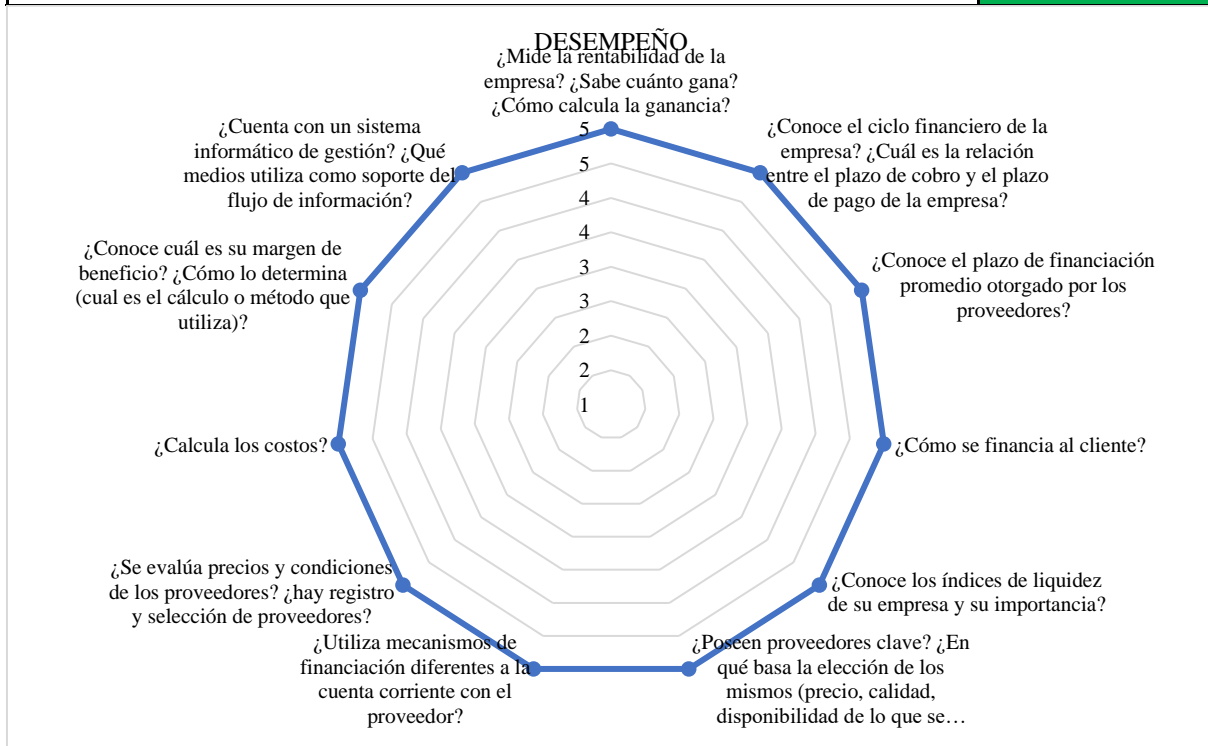 DESEMPEÑO
¿Mide la rentabilidad de la
empresa? ¿Sabe cuánto gana?
¿Cómo calcula la ganancia?
¿Conoce el ciclo financiero de la
empresa? ¿Cuál es la relación
entre el plazo de cobro y el plazo
de pago de la empresa?
¿Conoce el plazo de financiación
promedio otorgado por los
proveedores?
¿Cómo se financia al cliente?
¿Conoce los índices de liquidez
de su empresa y su importancia?
¿Poseen proveedores clave? ¿En
qué basa la elección de los
mismos (precio, calidad,
disponibilidad de lo que se…
¿Utiliza mecanismos de
financiación diferentes a la
cuenta corriente con el
proveedor?
¿Se evalúa precios y condiciones
de los proveedores? ¿hay registro
y selección de proveedores?
¿Calcula los costos?
¿Conoce cuál es su margen de
beneficio? ¿Cómo lo determina
(cual es el cálculo o método que
utiliza)?
¿Cuenta con un sistema
informático de gestión? ¿Qué
medios utiliza como soporte del
flujo de información?
5
5
4
4
3
3
2
2
1